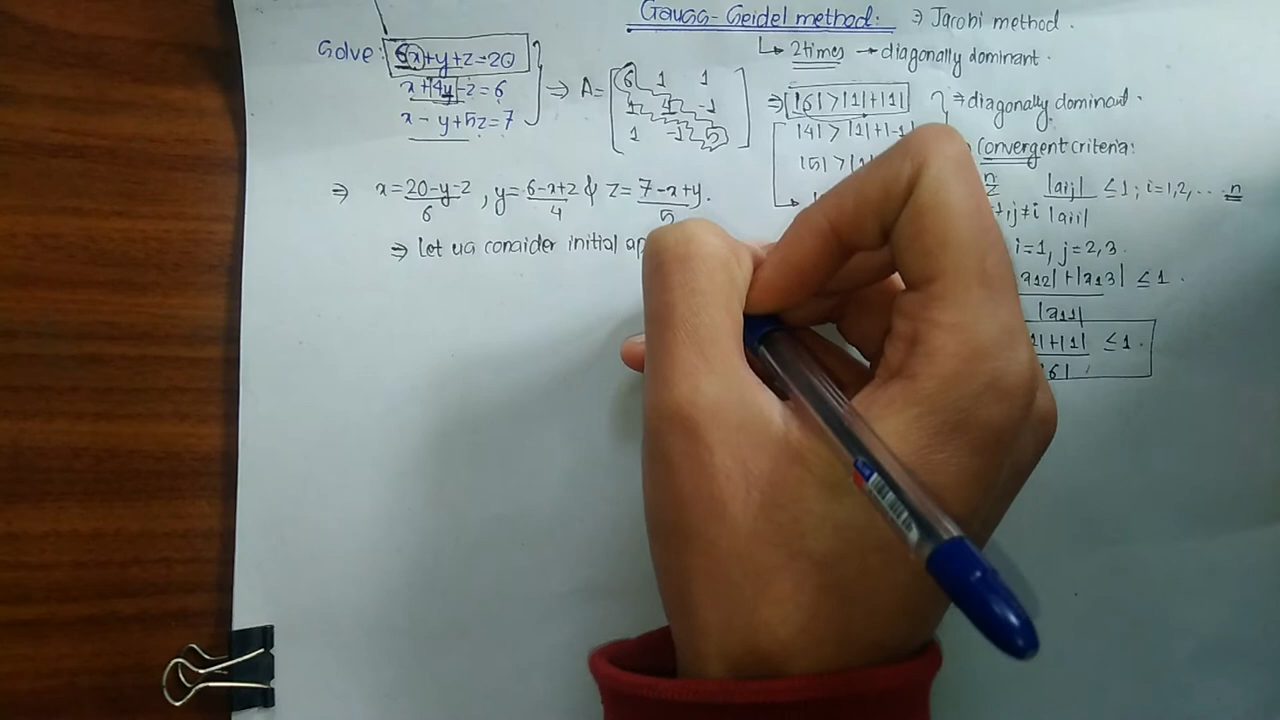 Gauss-Seidel method: ⇒ Jacobi method.
↳ 2times → diagonally dominant.
Solve: 6x+y+z=20
x+4y-z=6
x-y+5z=7
⇒ A= [6 1 1
1 4 -1
1 -1 5]
⇒ |6|>|1|+|1| ⇒ diagonally dominant.
|4|>|1|+|-1|
|5|>|1
Convergent criteria:
n |aij| ≤1; i=1,2,...n
j≠i |aii|
⇒ x=20-y-z/6, y=6-x+z/4 & z=7-x+y/5.
⇒ Let us consider initial
i=1, j=2,3.
a12|+|a13| ≤1.
|a11|
1|+|1| ≤1.
6|